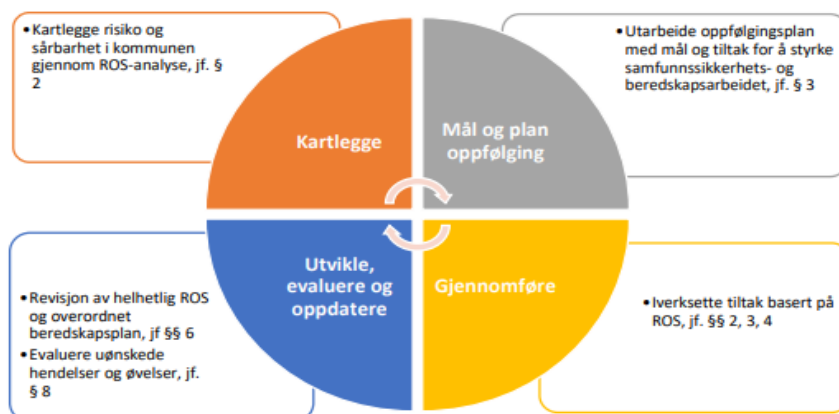 •Kartlegge risiko og
sårbarhet i kommunen
gjennom ROS-analyse, jf. §
2
Kartlegge
Mål og plan
oppfølging
•Utarbeide oppfølgingsplan
med mål og tiltak for å styrke
samfunnssikkerhets- og
beredskapsarbeidet, jf. § 3
•Revisjon av helhetlig ROS
og overordnet
beredskapsplan, jf §§ 6
•Evaluere uønskede
hendelser og øvelser, jf.
§ 8
Utvikle,
evaluere og
oppdatere
Gjennomføre
•Iverksette tiltak basert på
ROS, jf. §§ 2, 3, 4